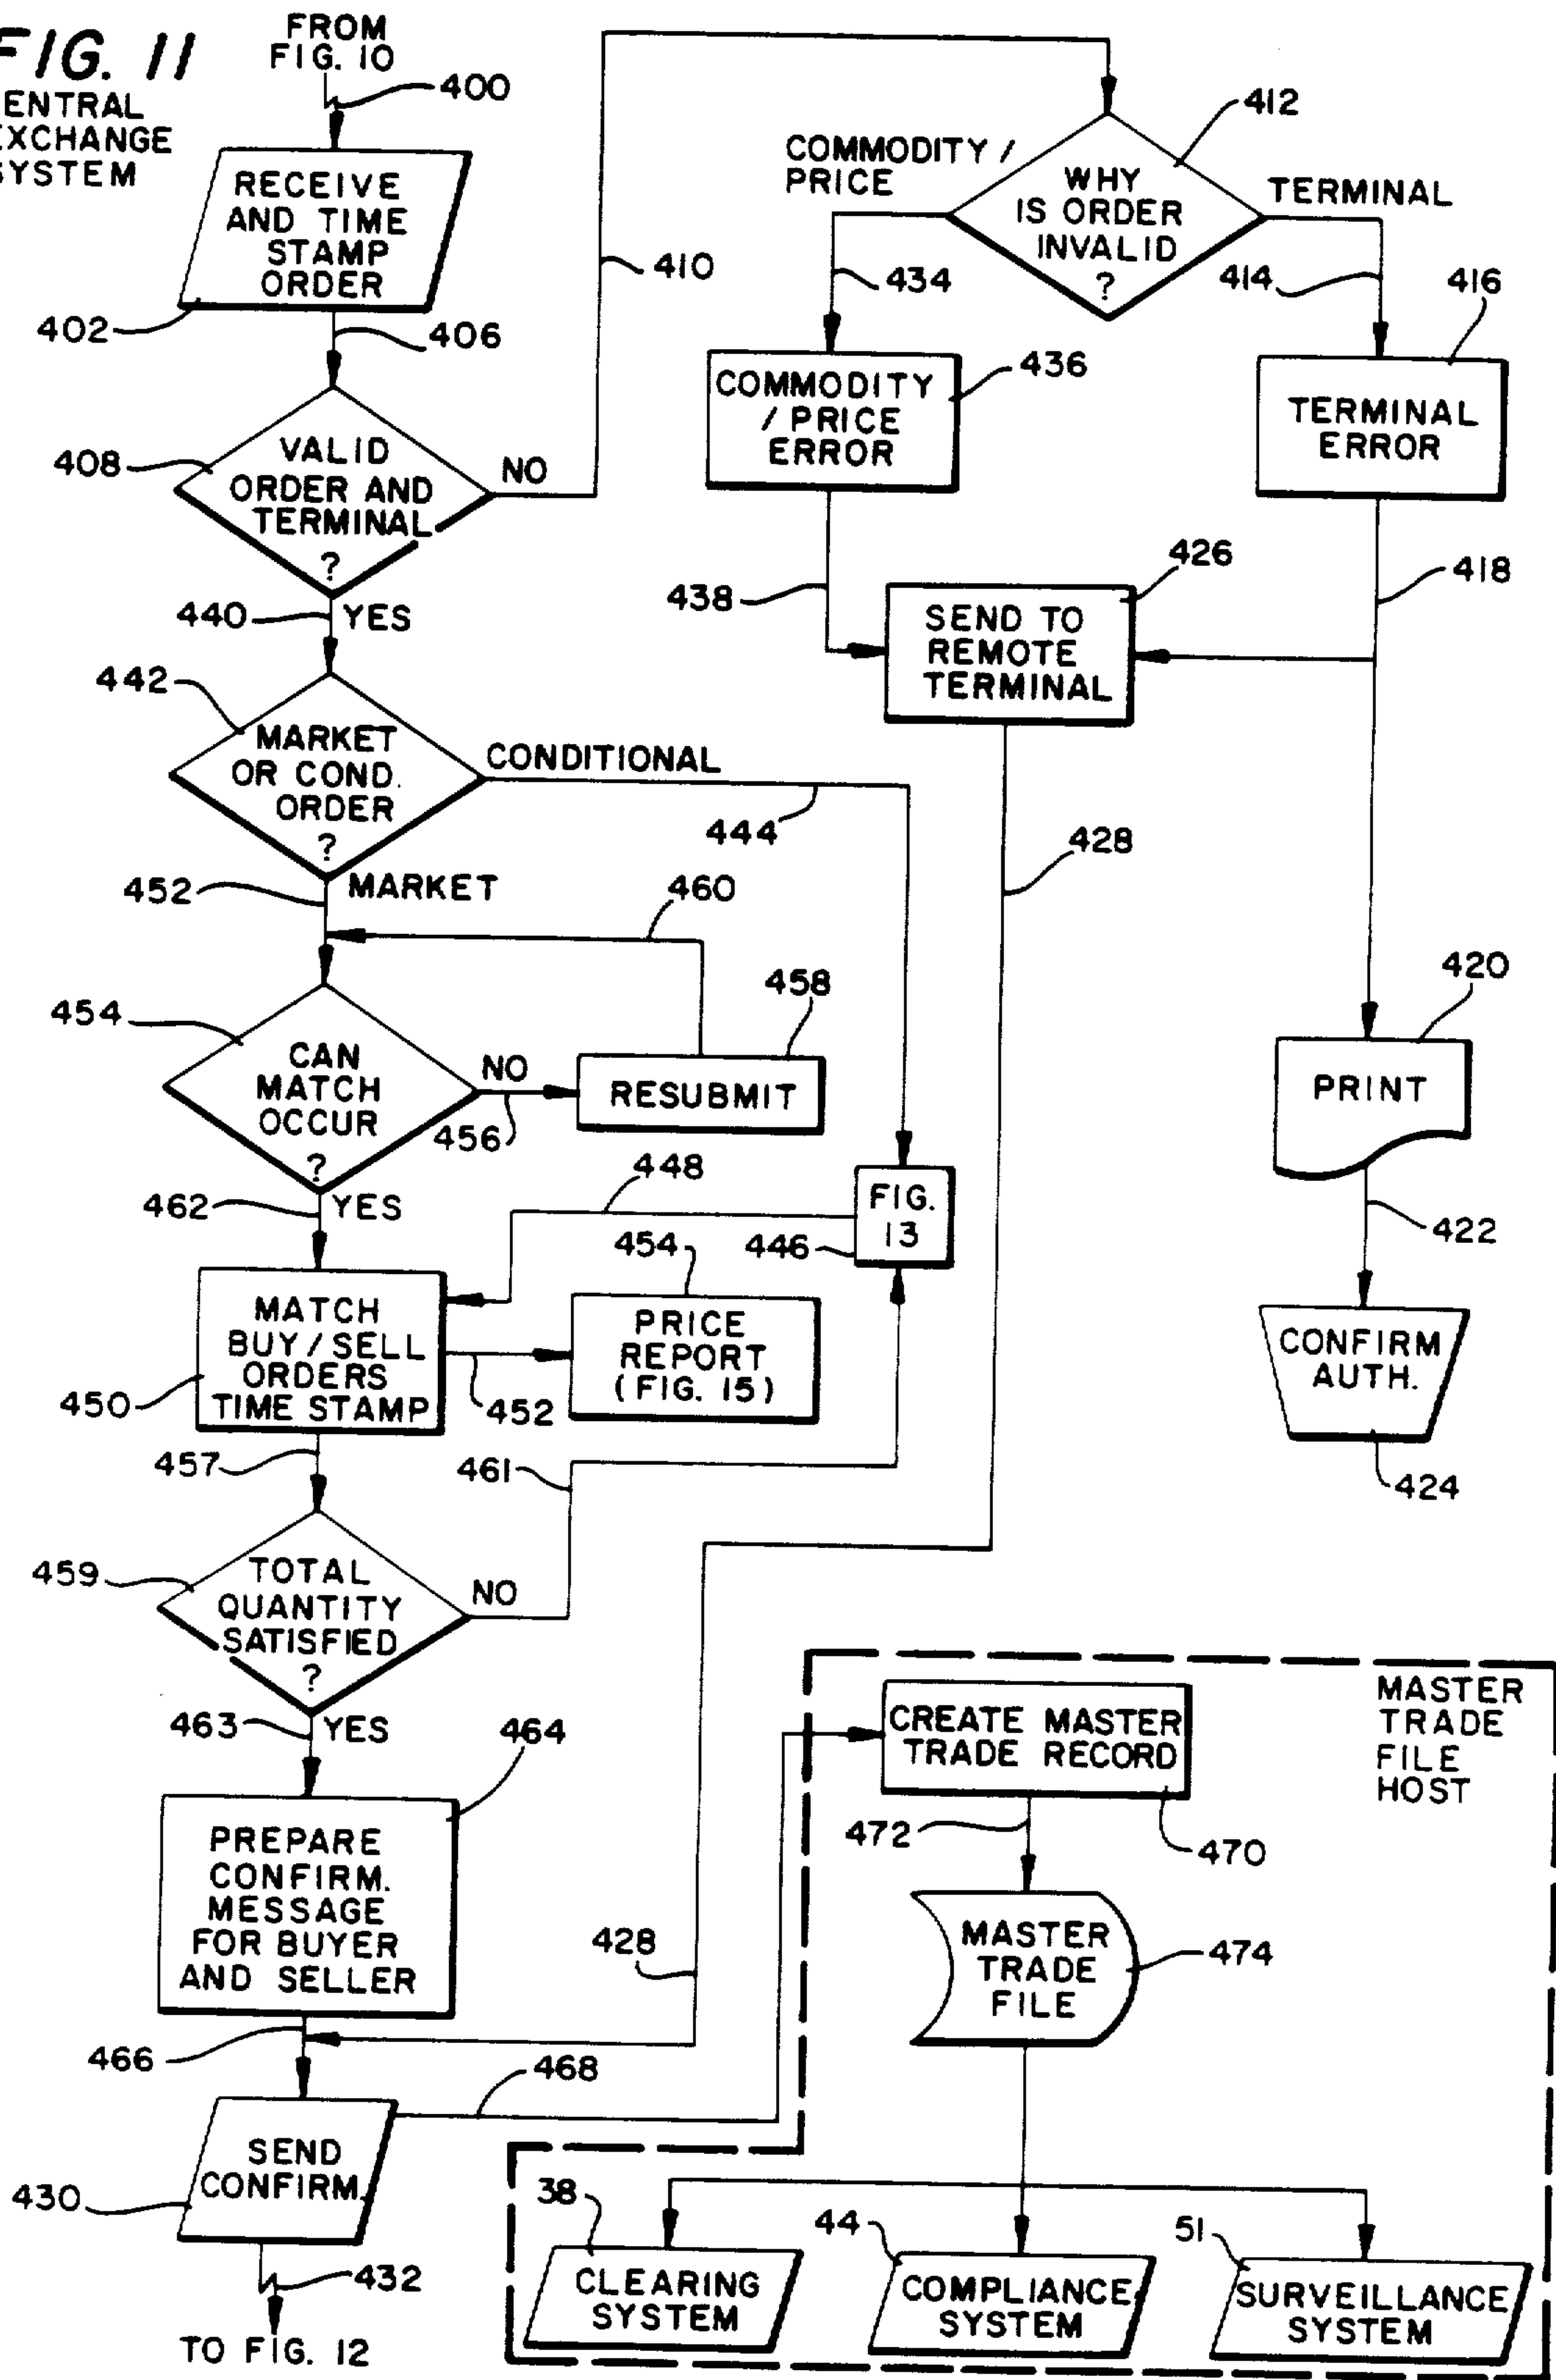 FIG. 11
ENTRAL
EXCHANGE
SYSTEM
FROM
FIG. 10
400
RECEIVE
AND TIME
STAMP
ORDER
402
406
408
VALID
ORDER AND
TERMINAL
?
NO
410
440
YES
412
WHY
IS ORDER
INVALID
?
COMMODITY /
PRICE
TERMINAL
434
414
416
436
COMMODITY
/ PRICE
ERROR
TERMINAL
ERROR
438
426
SEND TO
REMOTE
TERMINAL
418
442
MARKET
OR COND.
ORDER
?
CONDITIONAL
444
428
452
MARKET
460
454
CAN
MATCH
OCCUR
?
NO
456
458
RESUBMIT
420
PRINT
422
CONFIRM
AUTH.
424
462
YES
448
FIG.
13
446
454
MATCH
BUY/SELL
ORDERS
TIME STAMP
450
452
PRICE
REPORT
(FIG. 15)
457
461
459
TOTAL
QUANTITY
SATISFIED
?
NO
463
YES
464
PREPARE
CONFIRM.
MESSAGE
FOR BUYER
AND SELLER
428
466
468
SEND
CONFIRM.
430
432
TO FIG. 12
MASTER
TRADE
FILE
HOST
CREATE MASTER
TRADE RECORD
472
470
MASTER
TRADE
FILE
474
38
CLEARING
SYSTEM
44
COMPLIANCE
SYSTEM
51
SURVEILLANCE
SYSTEM